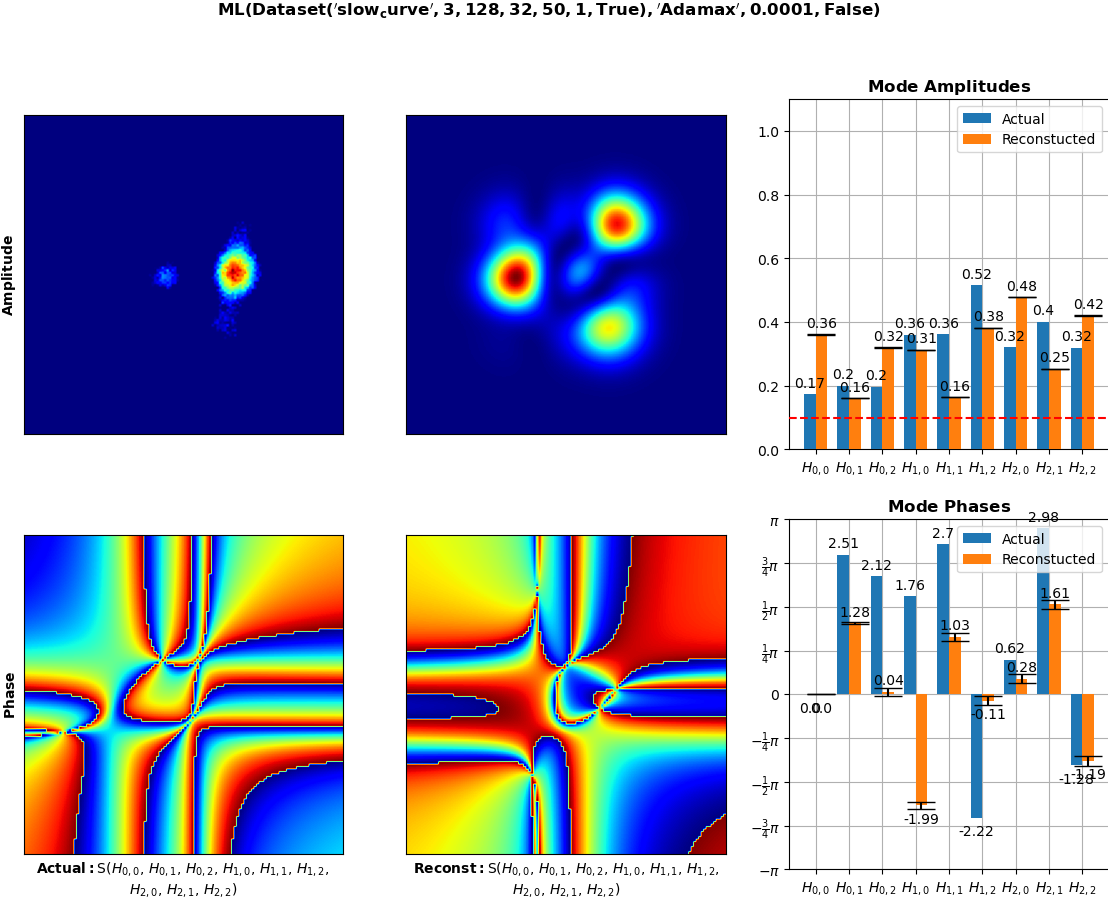 ML(Dataset('slow_curve', 3, 128, 32, 50, 1, True), 'Adamax', 0.0001, False)
Amplitude
Mode Amplitudes
Actual
Reconstucted
1.0
0.8
0.6
0.4
0.2
0.0
0.17 0.36
0.2 0.16
0.2 0.32
0.36 0.31
0.36 0.16
0.52 0.38
0.32 0.48
0.4 0.25
0.32 0.42
H0,0 H0,1 H0,2 H1,0 H1,1 H1,2 H2,0 H2,1 H2,2
Phase
Mode Phases
Actual
Reconstucted
π
3/4π
1/2π
1/4π
0
−1/4π
−1/2π
−3/4π
−π
0.0 0.0
2.51 1.28
2.12 0.04
1.76 -1.99
2.7 1.03
-2.22 -0.11
0.62 0.28
2.98 1.61
-1.28 -1.19
H0,0 H0,1 H0,2 H1,0 H1,1 H1,2 H2,0 H2,1 H2,2
Actual: S(H0,0, H0,1, H0,2, H1,0, H1,1, H1,2,
H2,0, H2,1, H2,2)
Reconst: S(H0,0, H0,1, H0,2, H1,0, H1,1, H1,2,
H2,0, H2,1, H2,2)